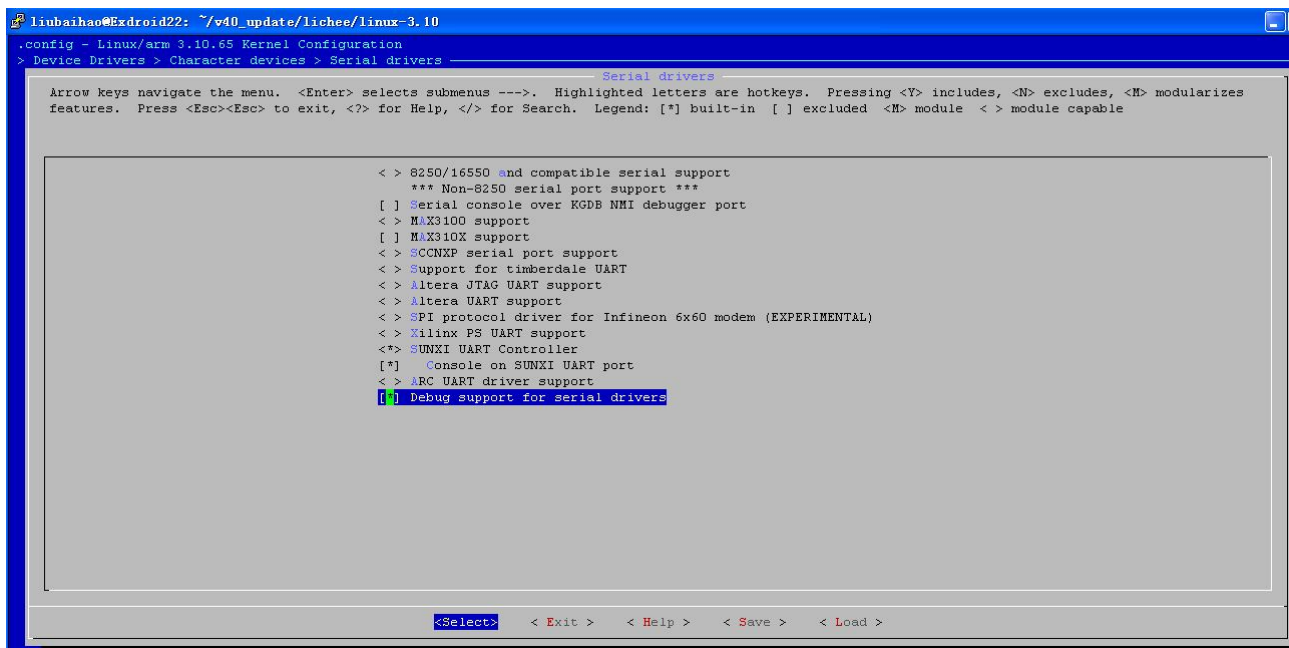 liubaihao@Exdroid22: ~/v40_update/lichee/linux-3.10
.config - Linux/arm 3.10.65 Kernel Configuration
> Device Drivers > Character devices > Serial drivers
Serial drivers
Arrow keys navigate the menu.  <Enter> selects submenus --->.  Highlighted letters are hotkeys.  Pressing <Y> includes, <N> excludes, <M> modularizes
features.  Press <Esc><Esc> to exit, <?> for Help, </> for Search.  Legend: [*] built-in  [ ] excluded  <M> module  < > module capable
< > 8250/16550 and compatible serial support
*** Non-8250 serial port support ***
[ ] Serial console over KGDB NMI debugger port
< > MAX3100 support
[ ] MAX310X support
< > SCCNXP serial port support
< > Support for timberdale UART
< > Altera JTAG UART support
< > Altera UART support
< > SPI protocol driver for Infineon 6x60 modem (EXPERIMENTAL)
< > Xilinx PS UART support
<*> SUNXI UART Controller
[*]   Console on SUNXI UART port
< > ARC UART driver support
[*] Debug support for serial drivers
<Select>    < Exit >    < Help >    < Save >    < Load >